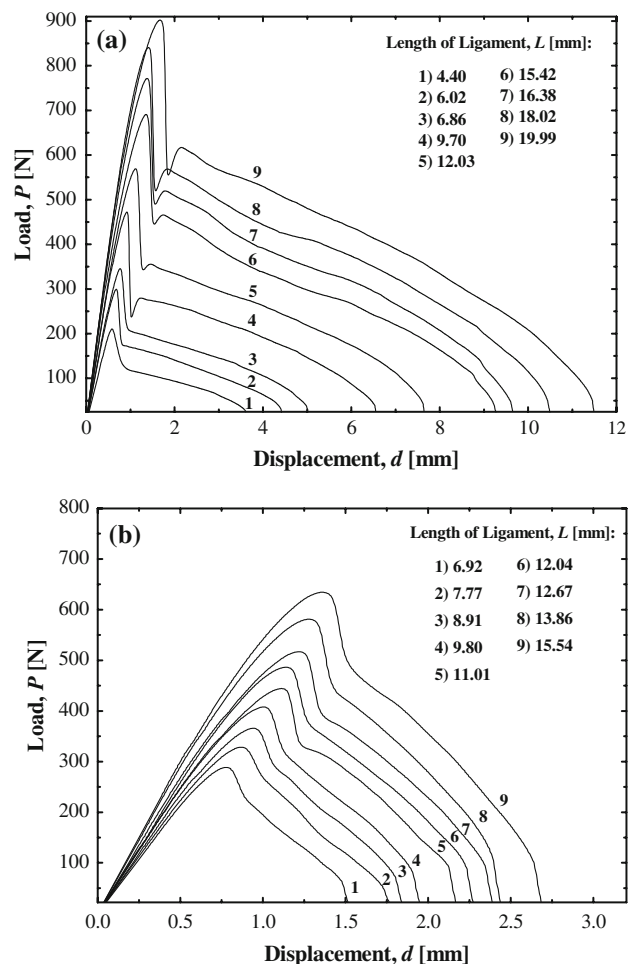 (a)
Length of Ligament, L [mm]:
1) 4.40 6) 15.42
2) 6.02 7) 16.38
3) 6.86 8) 18.02
4) 9.70 9) 19.99
5) 12.03
900
800
700
600
500
400
300
200
100
Load, P [N]
9
8
7
6
5
4
3
2
1
0 2 4 6 8 10 12
Displacement, d [mm]
(b)
Length of Ligament, L [mm]:
1) 6.92 6) 12.04
2) 7.77 7) 12.67
3) 8.91 8) 13.86
4) 9.80 9) 15.54
5) 11.01
800
700
600
500
400
300
200
100
Load, P [N]
1 2 3 4 5 6 7 8 9
0.0 0.5 1.0 1.5 2.0 2.5 3.0
Displacement, d [mm]